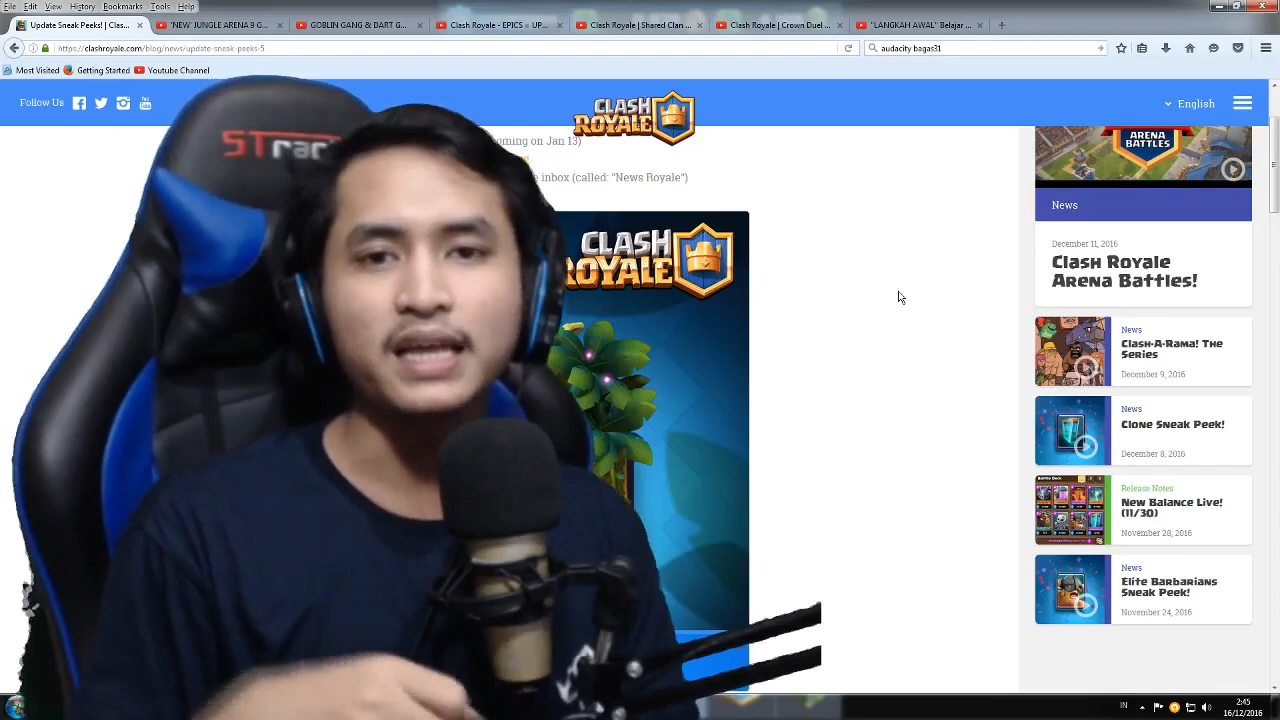 File Edit View History Bookmarks Tools Help
Update Sneak Peeks! | Clas...
"NEW JUNGLE ARENA 9 G...
GOBLIN GANG & DART G...
Clash Royale - EPICS & UP...
Clash Royale | Shared Clan ...
Clash Royale | Crown Duel ...
"LANGKAH AWAL" Belajar ...
https://clashroyale.com/blog/news/update-sneak-peeks-5
audacity bagas31
Most Visited Getting Started Youtube Channel
Follow Us
CLASH
ROYALE
English
oming on Jan 13)
e inbox (called: "News Royale")
CLASH
ROYALE
STrac
ARENA
BATTLES
News
December 11, 2016
Clash Royale
Arena Battles!
News
Clash-A-Rama! The
Series
December 9, 2016
News
Clone Sneak Peek!
December 8, 2016
Release Notes
New Balance Live!
(11/30)
November 28, 2016
News
Elite Barbarians
Sneak Peek!
November 24, 2016
IN
2:45
16/12/2016